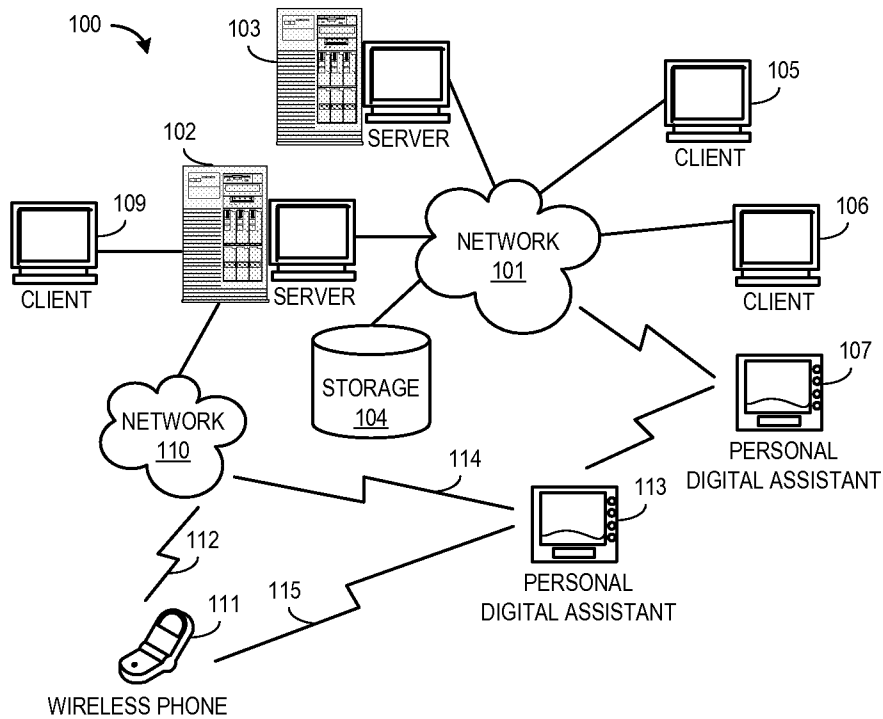 100
103
SERVER
105
CLIENT
102
SERVER
109
CLIENT
NETWORK
101
106
CLIENT
STORAGE
104
107
PERSONAL
DIGITAL ASSISTANT
NETWORK
110
114
113
PERSONAL
DIGITAL ASSISTANT
112
115
111
WIRELESS PHONE